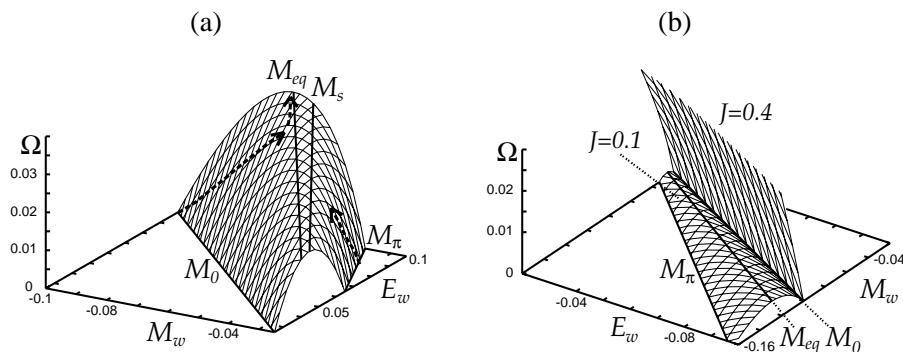 (a)
M_eq M_s
Ω
0.03
0.02
0.01
0
-0.1
-0.08
-0.04
M_w
M_0
0.05
E_w
0.1
M_π
(b)
J=0.4
J=0.1
Ω
0.02
0.01
0
-0.04
-0.08
E_w
M_π
-0.16
M_eq M_0
M_w
-0.04